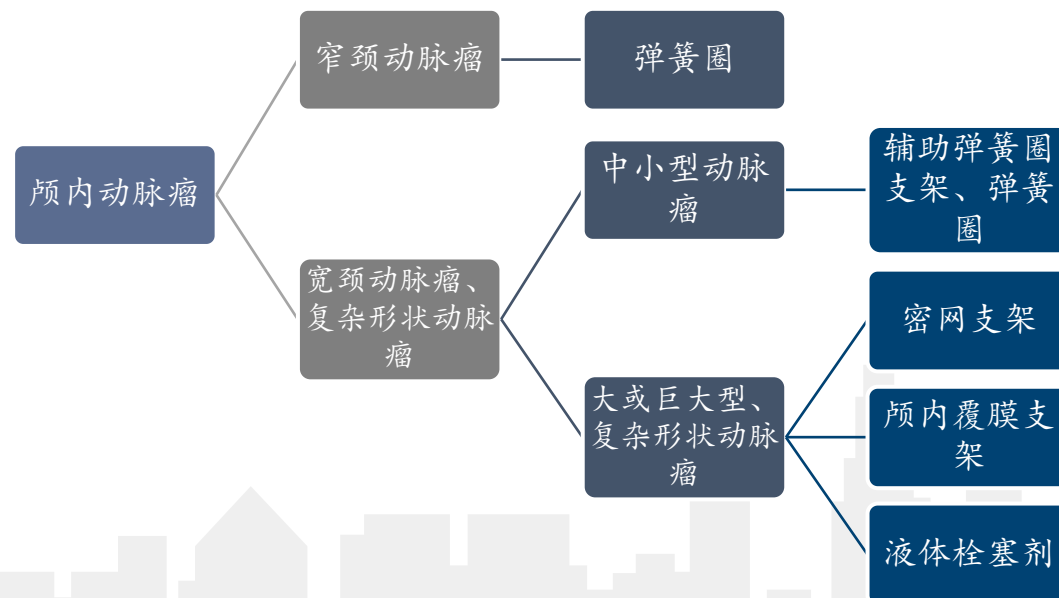 窄颈动脉瘤
弹簧圈
颅内动脉瘤
中小型动脉
瘤
辅助弹簧圈
支架、弹簧
圈
宽颈动脉瘤、
复杂形状动脉
瘤
密网支架
大或巨大型、
复杂形状动脉
瘤
颅内覆膜支
架
液体栓塞剂